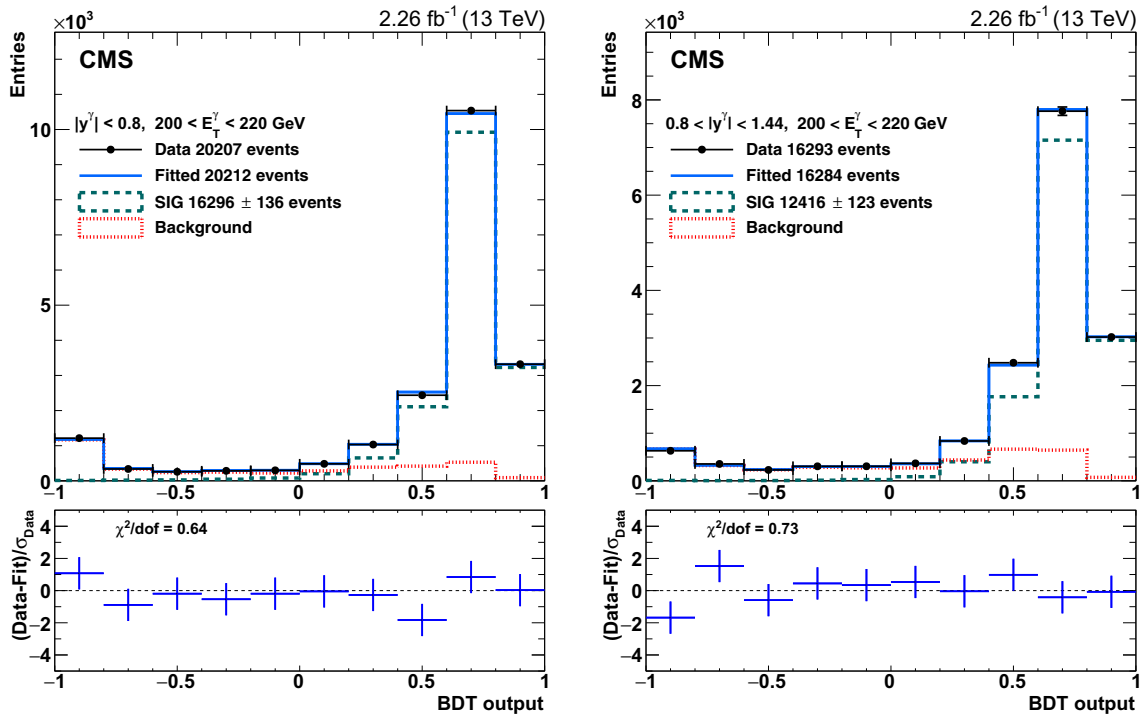 ×10³ 2.26 fb⁻¹ (13 TeV)
Entries
CMS
|y^γ| < 0.8, 200 < E_T^γ < 220 GeV
Data 20207 events
Fitted 20212 events
SIG 16296 ± 136 events
Background
10
5
0
−1 −0.5 0 0.5 1
BDT output
(Data-Fit)/σ_Data
χ²/dof = 0.64
4
2
0
−2
−4
−1 −0.5 0 0.5 1
BDT output
×10³ 2.26 fb⁻¹ (13 TeV)
Entries
CMS
0.8 < |y^γ| < 1.44, 200 < E_T^γ < 220 GeV
Data 16293 events
Fitted 16284 events
SIG 12416 ± 123 events
Background
8
6
4
2
0
−1 −0.5 0 0.5 1
BDT output
(Data-Fit)/σ_Data
χ²/dof = 0.73
4
2
0
−2
−4
−1 −0.5 0 0.5 1
BDT output